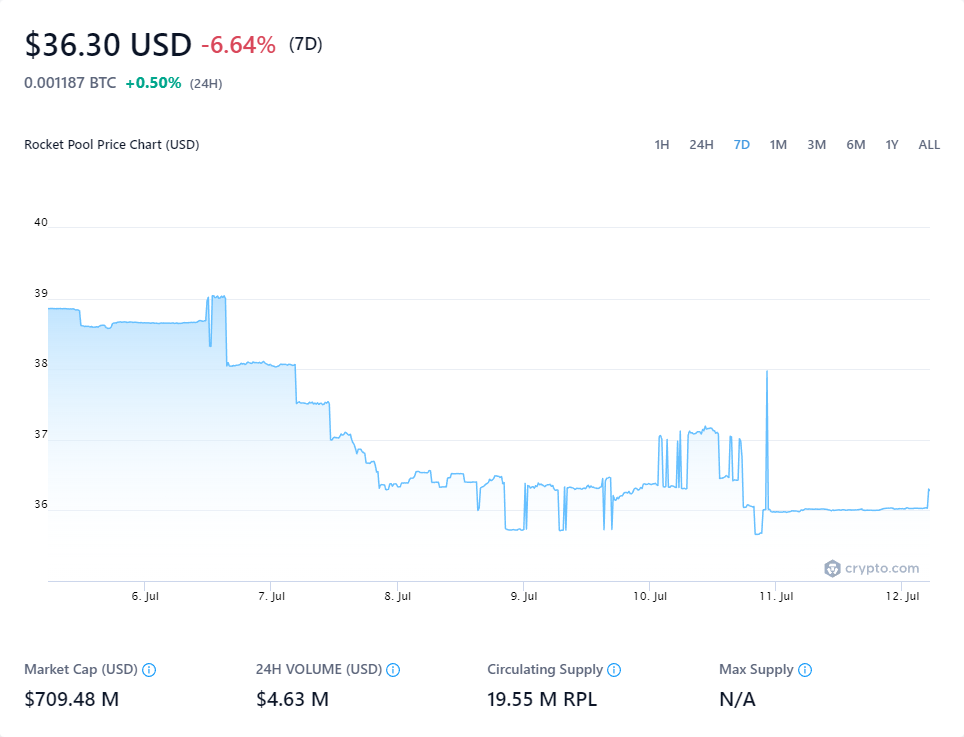 $36.30 USD -6.64% (7D)
0.001187 BTC +0.50% (24H)
Rocket Pool Price Chart (USD) 1H 24H 7D 1M 3M 6M 1Y ALL
40
39
38
37
36
crypto.com
6. Jul 7. Jul 8. Jul 9. Jul 10. Jul 11. Jul 12. Jul
Market Cap (USD) 24H VOLUME (USD) Circulating Supply Max Supply
$709.48 M $4.63 M 19.55 M RPL N/A